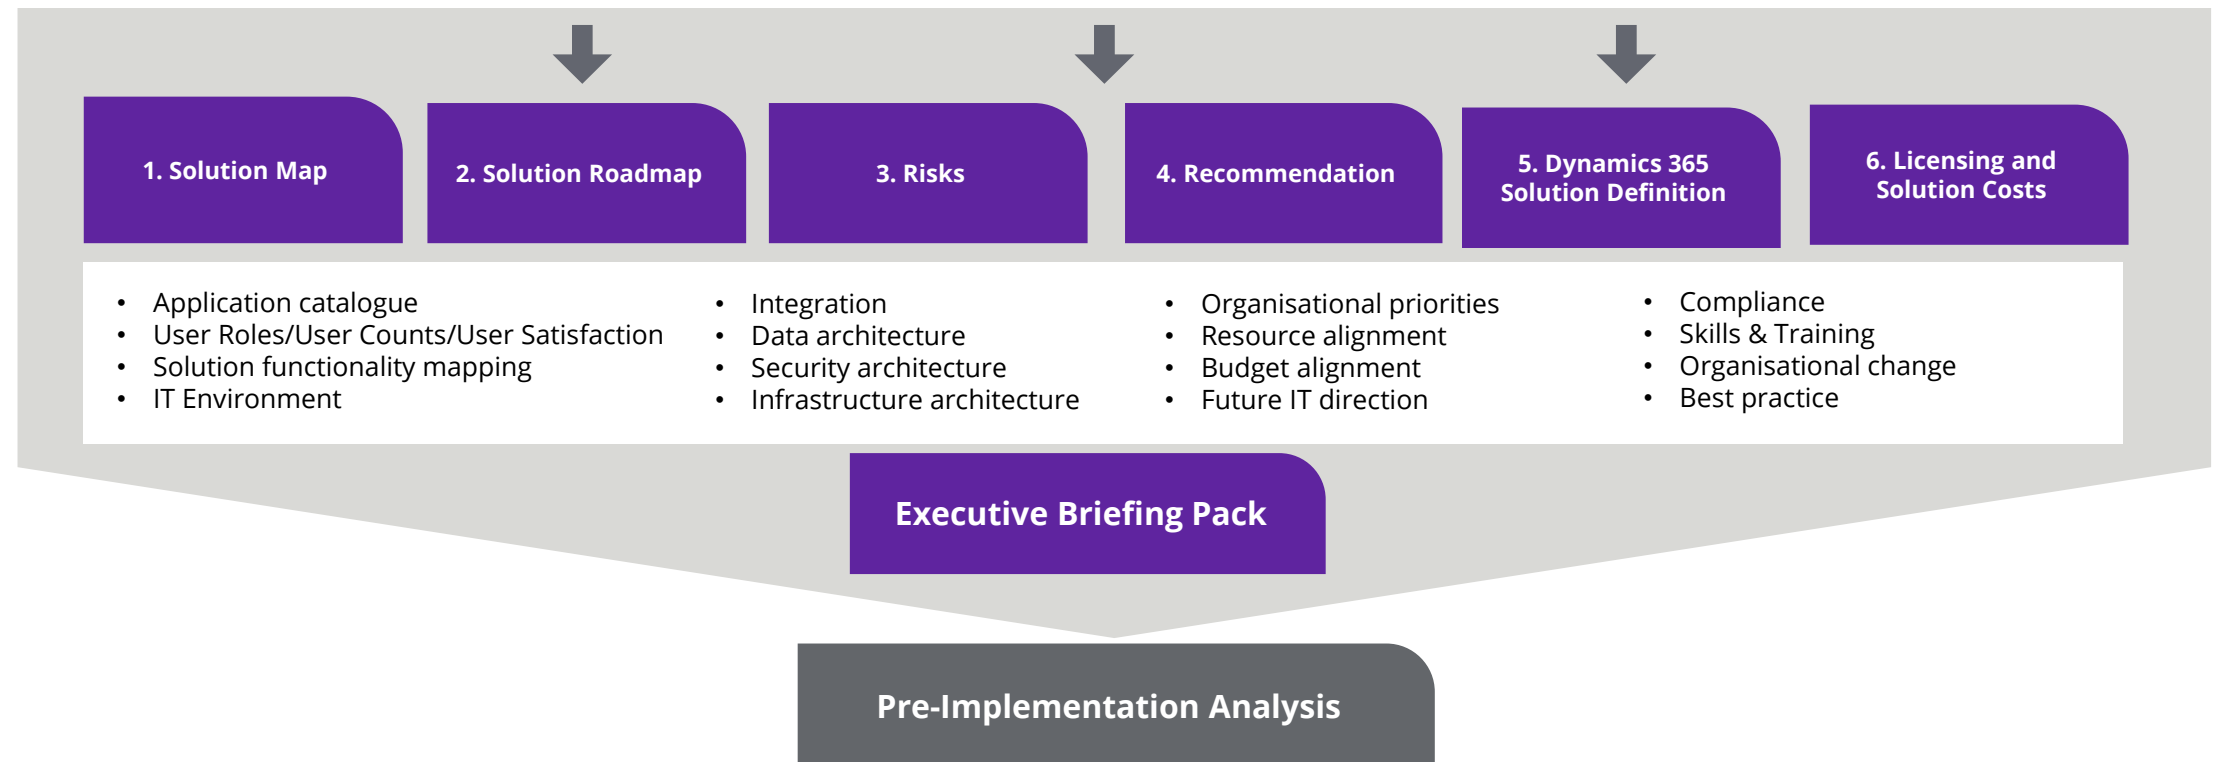 1. Solution Map
2. Solution Roadmap
3. Risks
4. Recommendation
5. Dynamics 365
Solution Definition
6. Licensing and
Solution Costs
• Application catalogue
• User Roles/User Counts/User Satisfaction
• Solution functionality mapping
• IT Environment
• Integration
• Data architecture
• Security architecture
• Infrastructure architecture
• Organisational priorities
• Resource alignment
• Budget alignment
• Future IT direction
• Compliance
• Skills & Training
• Organisational change
• Best practice
Executive Briefing Pack
Pre-Implementation Analysis